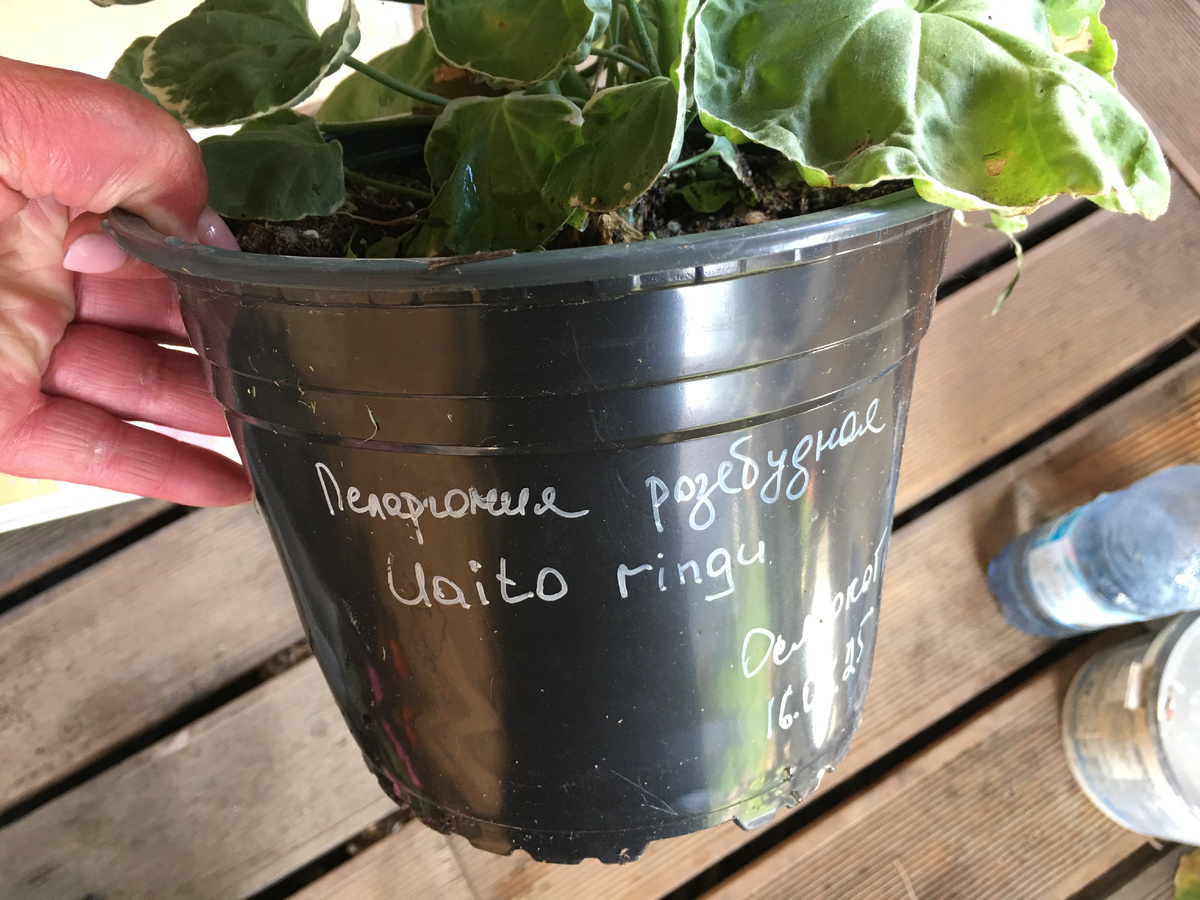 Пеларгония розебудная
Uaito ringu
Осмокот